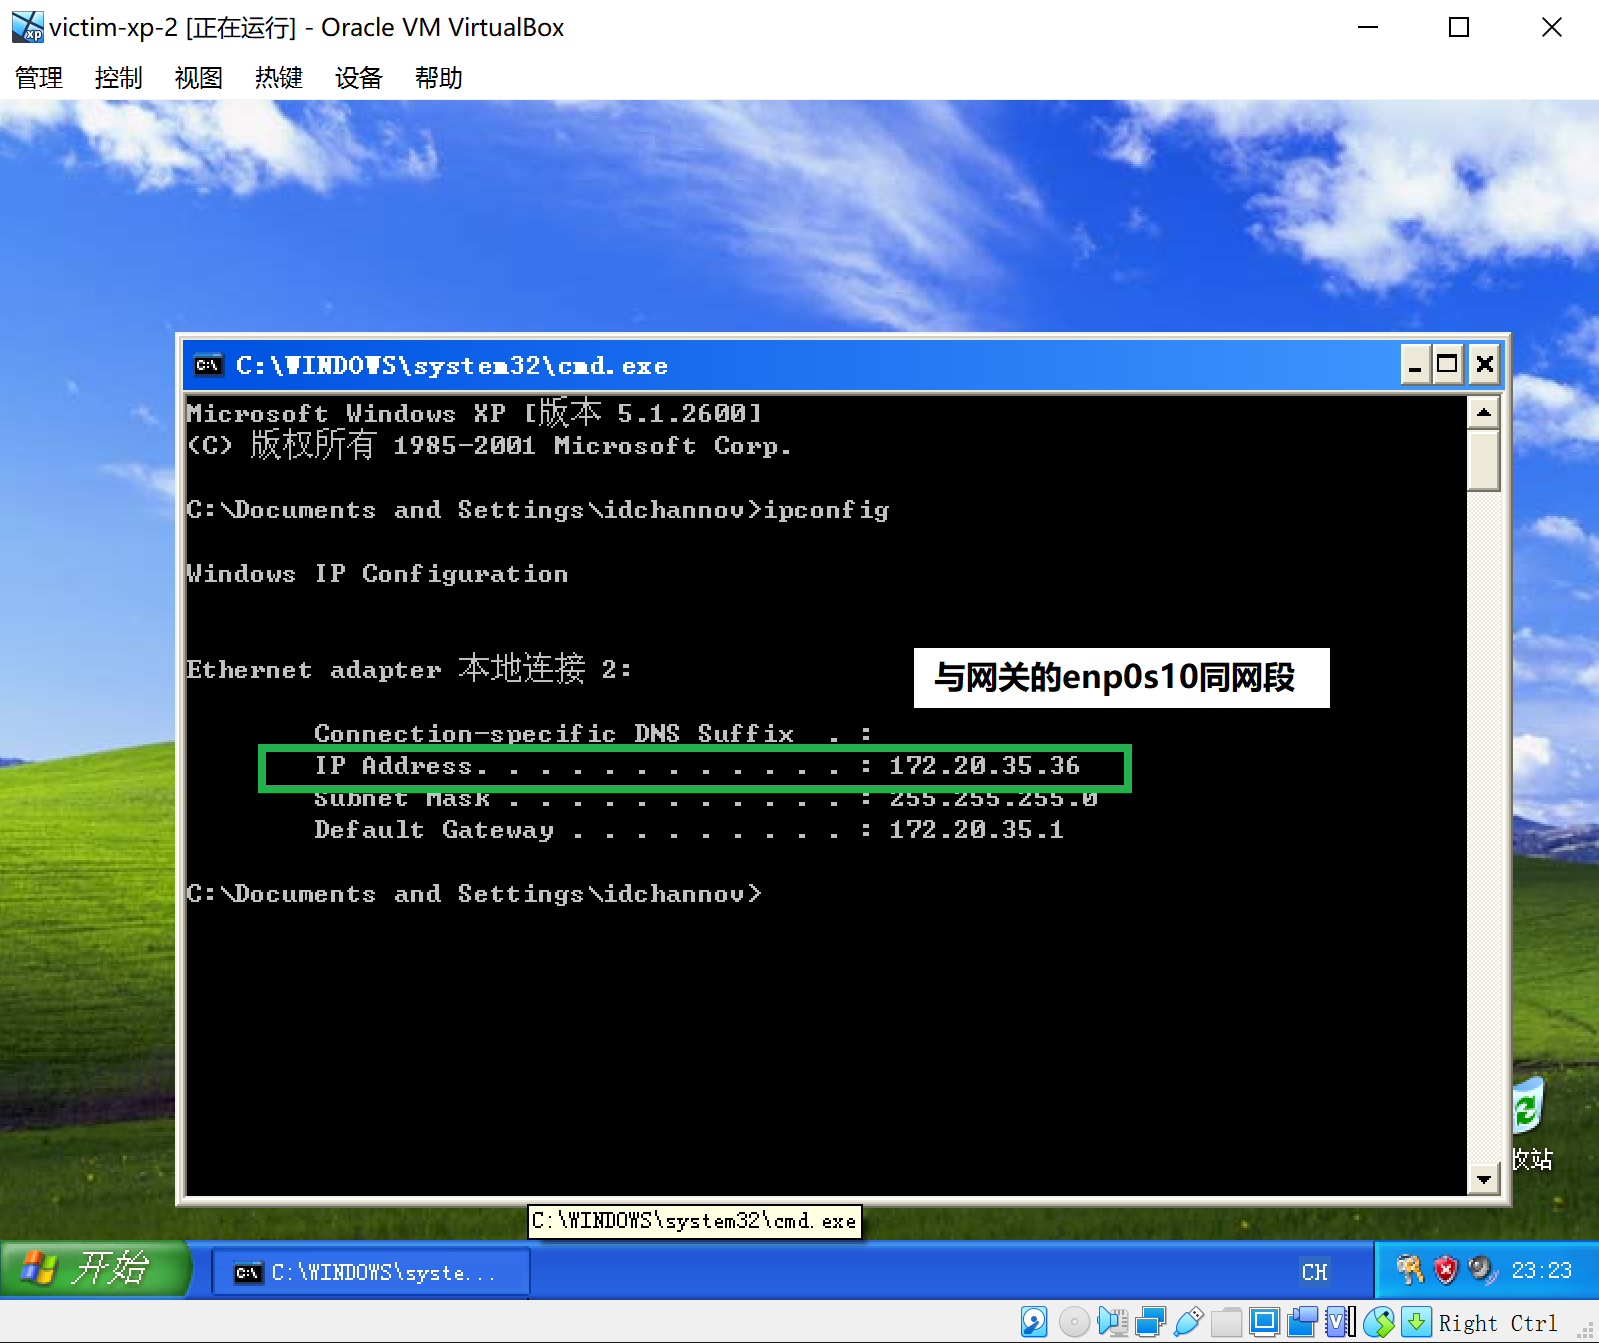 victim-xp-2 [正在运行] - Oracle VM VirtualBox
管理 控制 视图 热键 设备 帮助
C:\WINDOWS\system32\cmd.exe
Microsoft Windows XP [版本 5.1.2600]
(C) 版权所有 1985-2001 Microsoft Corp.
C:\Documents and Settings\idchannov>ipconfig
Windows IP Configuration
Ethernet adapter 本地连接 2:
与网关的enp0s10同网段
Connection-specific DNS Suffix . :
IP Address. . . . . . . . . . . . : 172.20.35.36
Subnet Mask . . . . . . . . . . . : 255.255.255.0
Default Gateway . . . . . . . . . : 172.20.35.1
C:\Documents and Settings\idchannov>
收站
C:\WINDOWS\system32\cmd.exe
开始 C:\WINDOWS\syste... CH 23:23
Right Ctrl